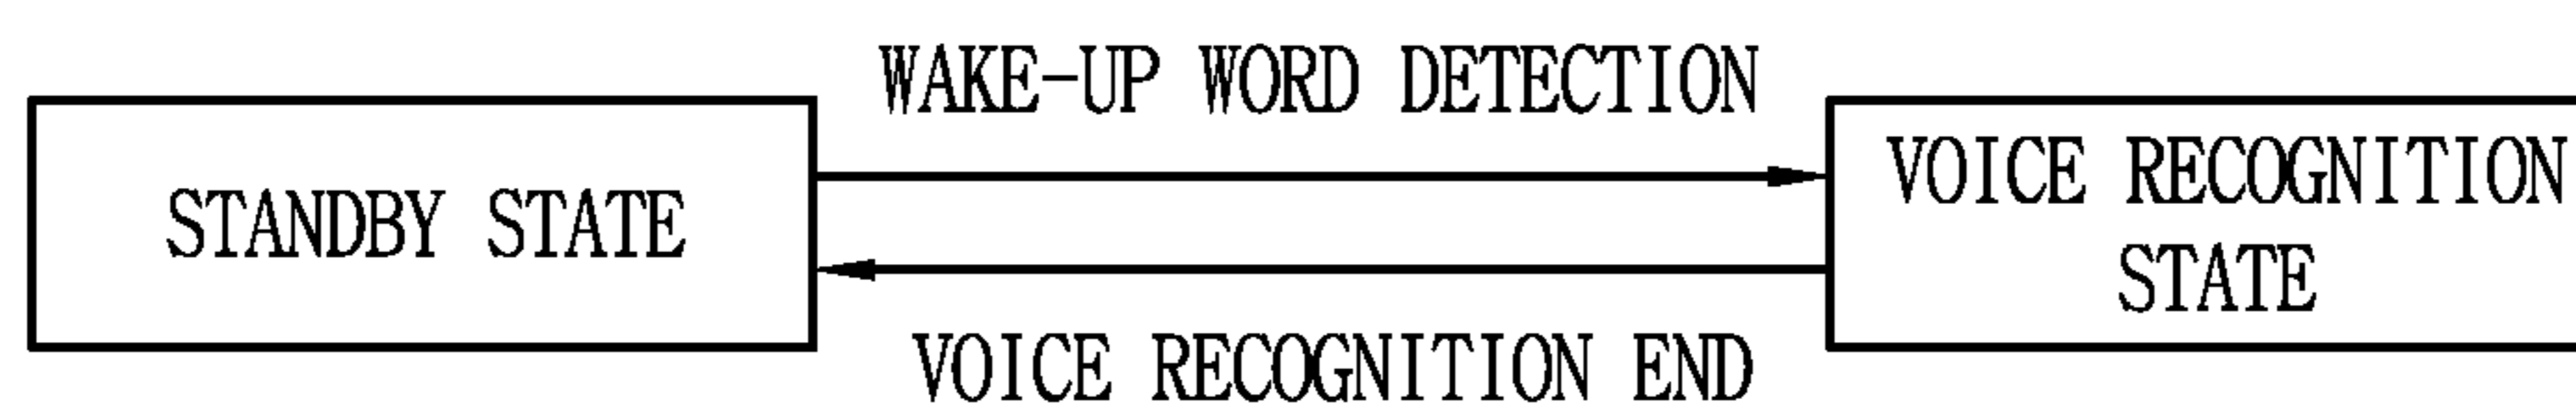 WAKE-UP WORD DETECTION
STANDBY STATE
VOICE RECOGNITION
STATE
VOICE RECOGNITION END